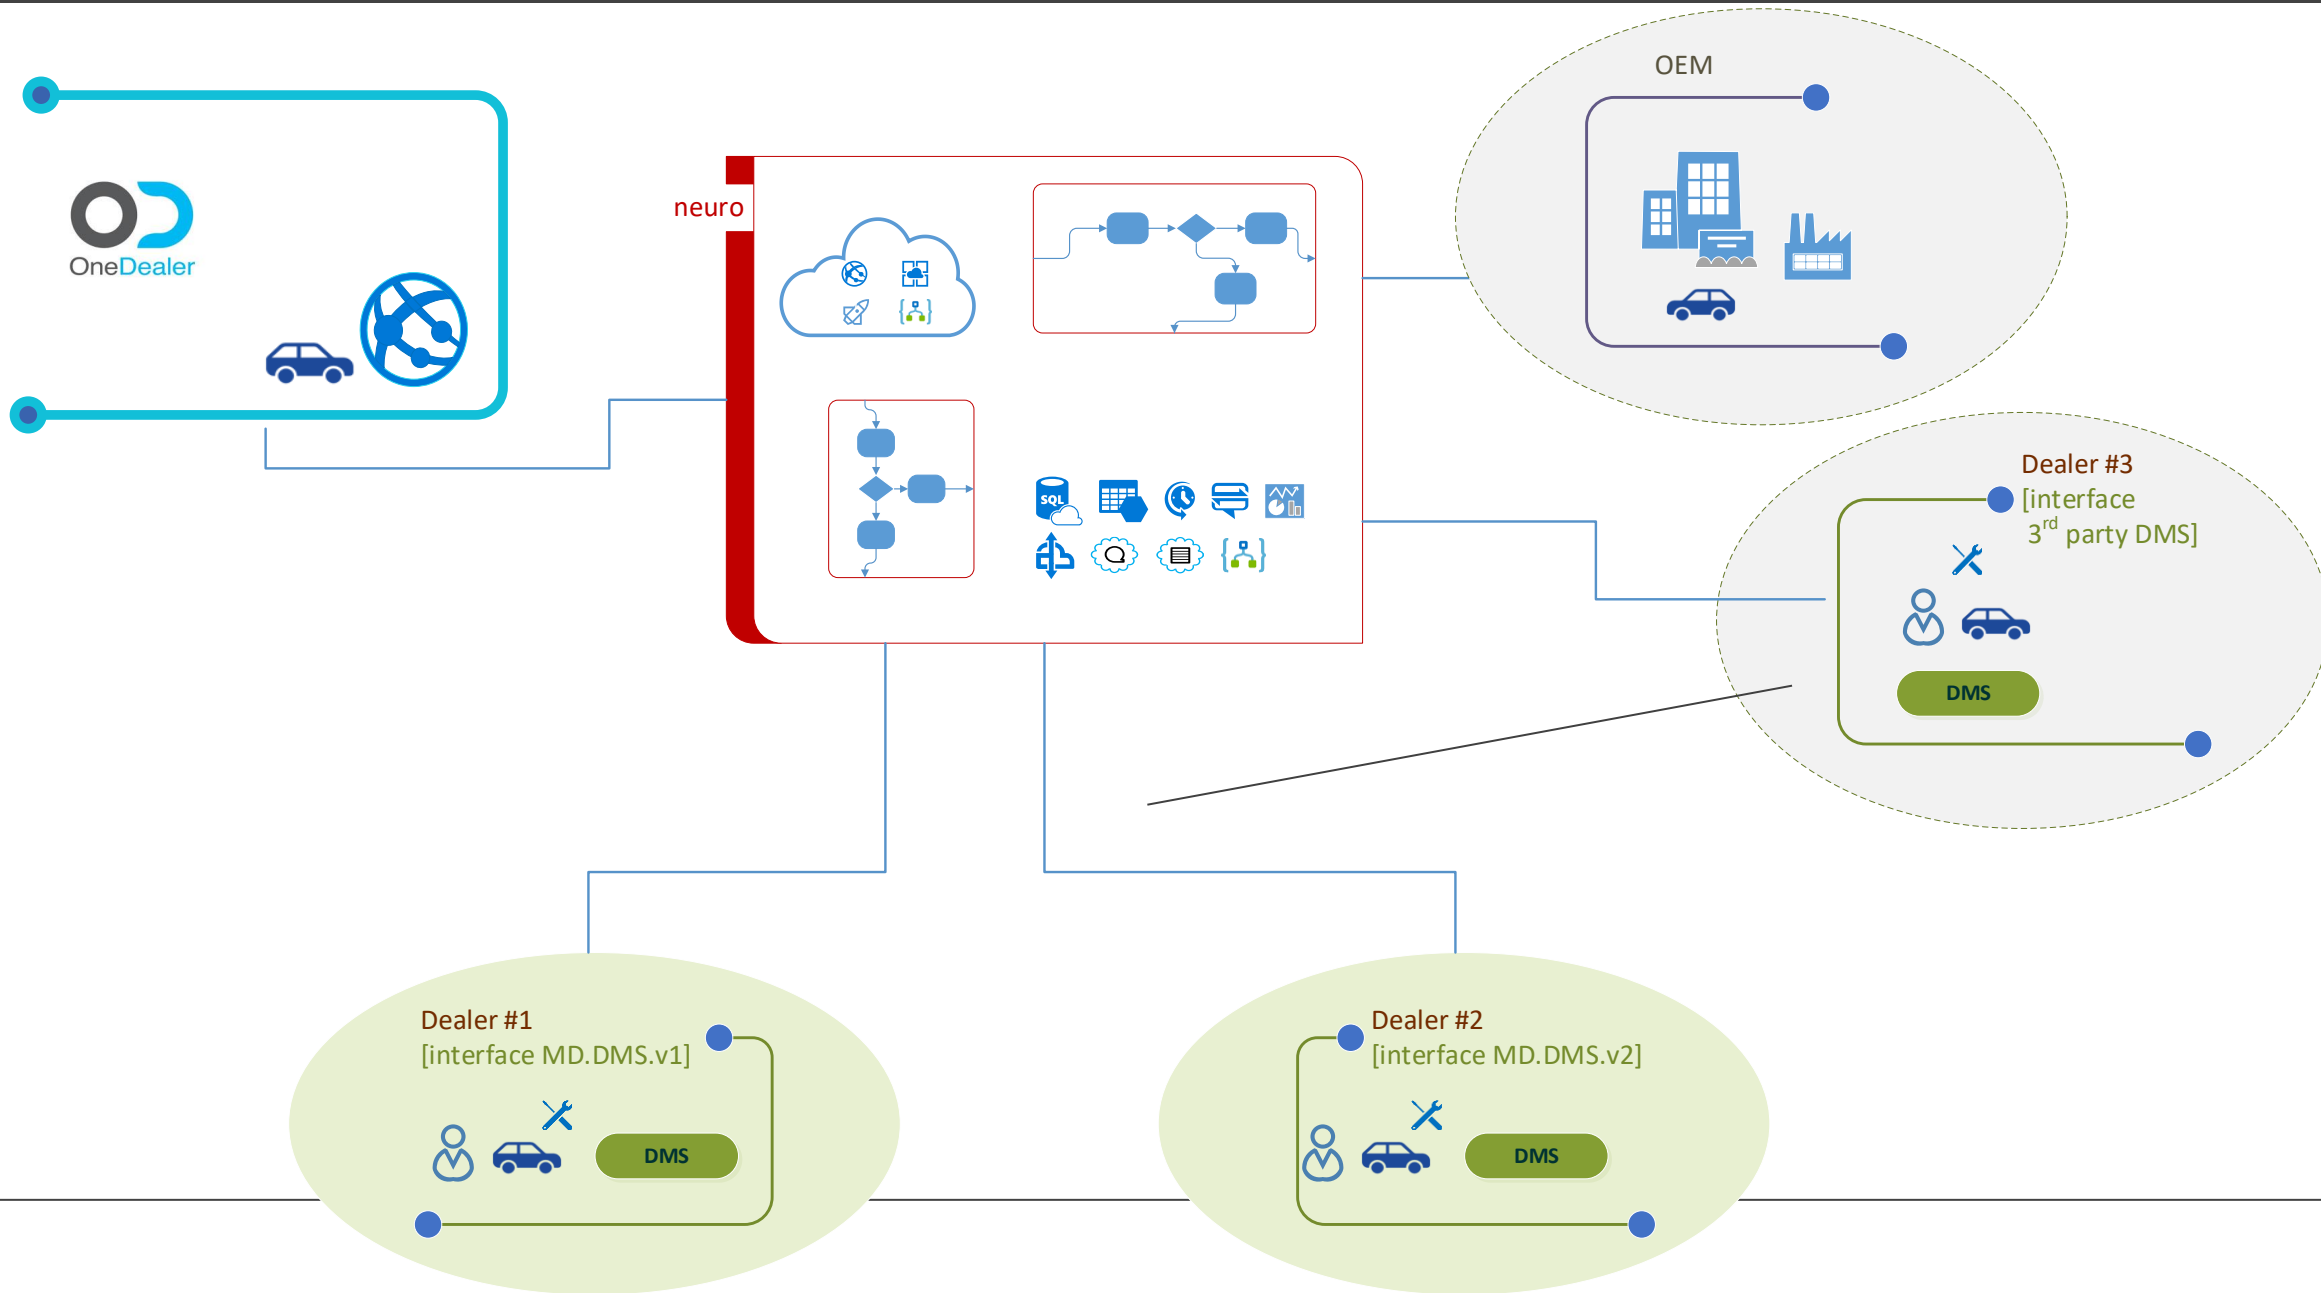 OEM
OneDealer
neuro
SQL
Dealer #3
[interface
3rd party DMS]
DMS
Dealer #1
[interface MD.DMS.v1]
DMS
Dealer #2
[interface MD.DMS.v2]
DMS